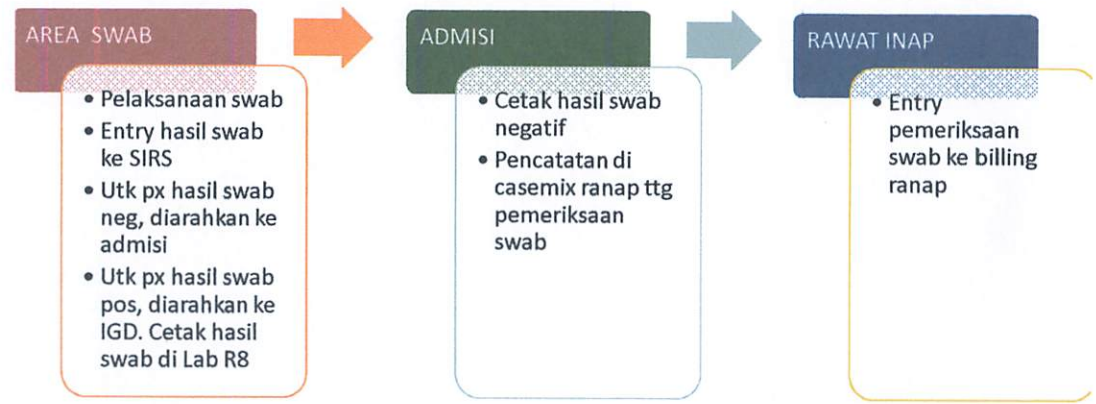 AREA SWAB
• Pelaksanaan swab
• Entry hasil swab
ke SIRS
• Utk px hasil swab
neg, diarahkan ke
admisi
• Utk px hasil swab
pos, diarahkan ke
IGD. Cetak hasil
swab di Lab R8
ADMISI
• Cetak hasil swab
negatif
• Pencatatan di
casemix ranap ttg
pemeriksaan
swab
RAWAT INAP
• Entry
pemeriksaan
swab ke billing
ranap